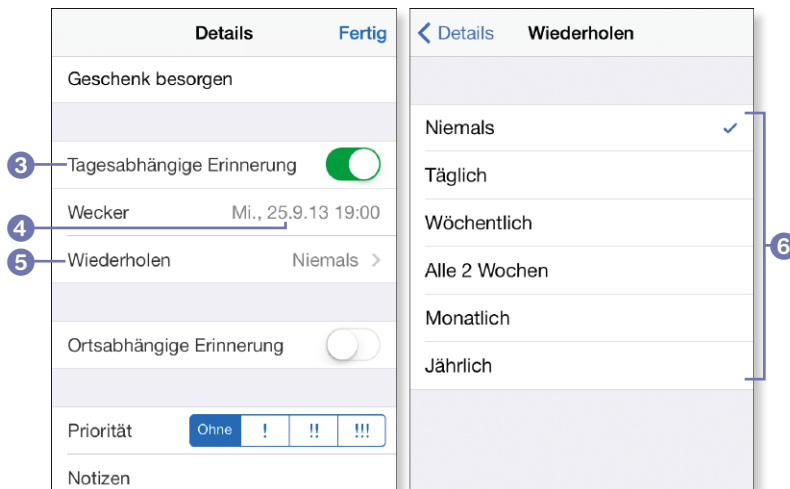 Details Fertig
Geschenk besorgen
3 Tagesabhängige Erinnerung
Wecker Mi., 25.9.13 19:00
4
5 Wiederholen Niemals >
Ortsabhängige Erinnerung
Priorität Ohne ! !! !!!
Notizen
Details Wiederholen
Niemals
Täglich
Wöchentlich
Alle 2 Wochen
Monatlich
Jährlich
6